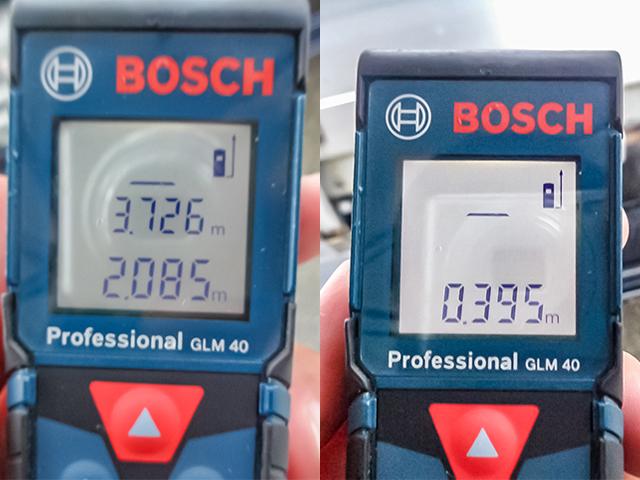 BOSCH
3.726 m
2.085 m
Professional GLM 40
BOSCH
0.395 m
Professional GLM 40